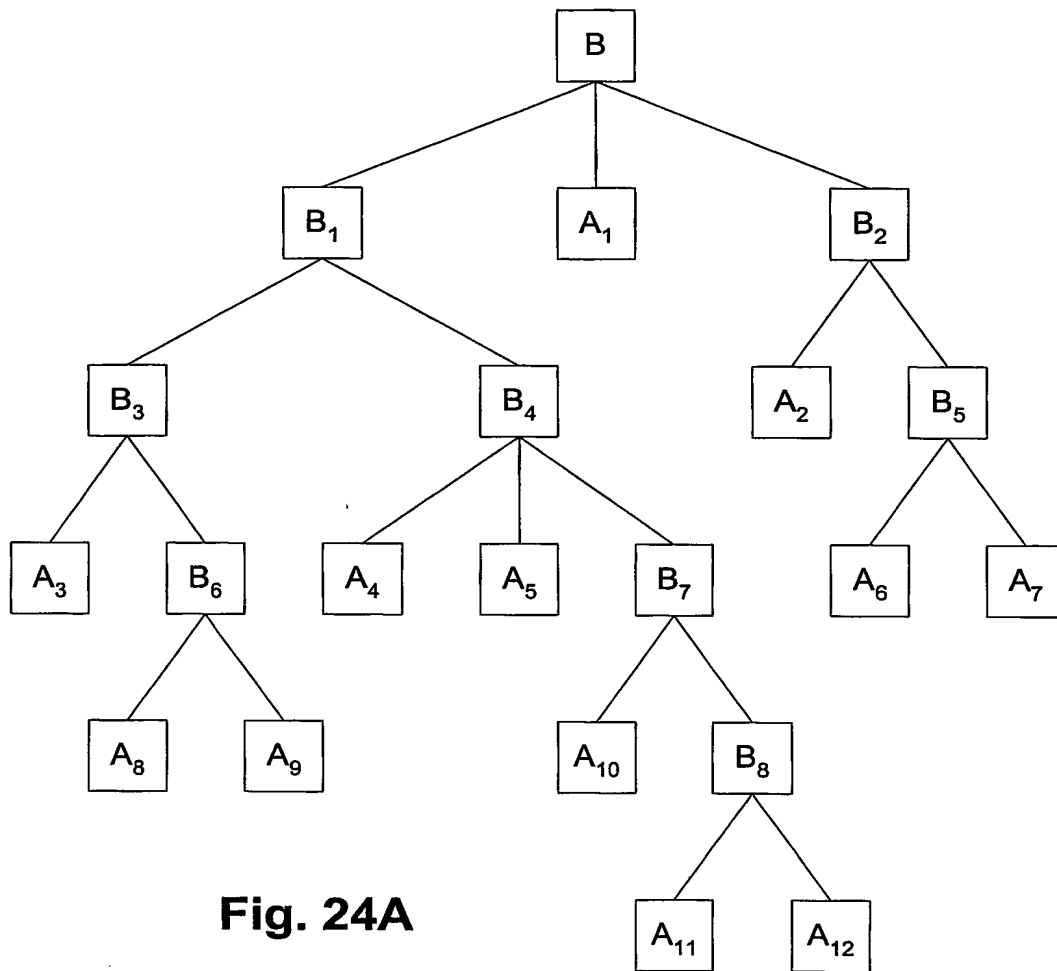 B
B₁ A₁ B₂
B₃ B₄ A₂ B₅
A₃ B₆ A₄ A₅ B₇ A₆ A₇
A₈ A₉ A₁₀ B₈
A₁₁ A₁₂
Fig. 24A